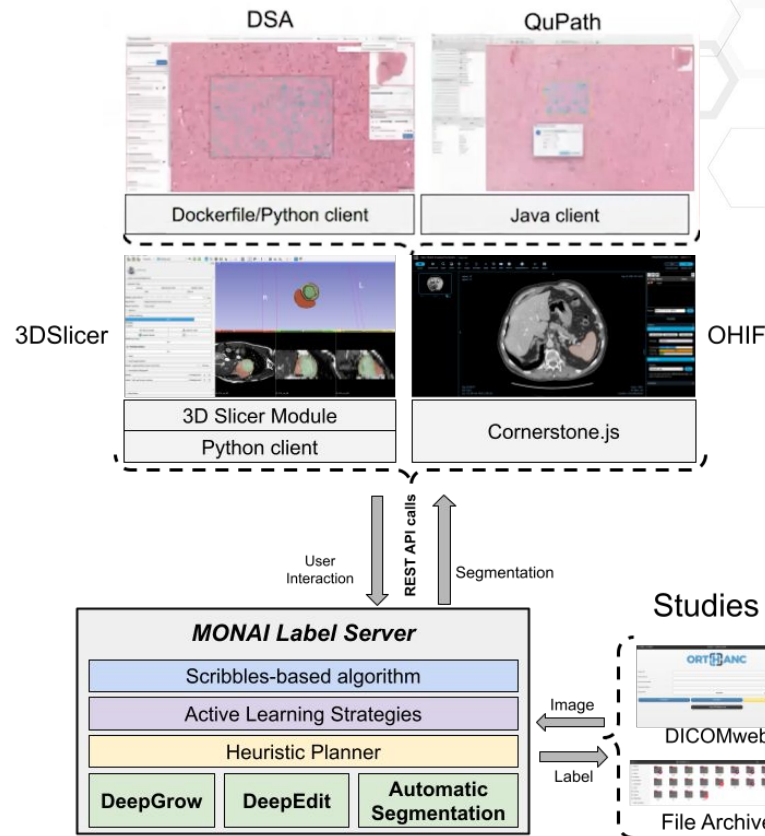 DSA
QuPath
Dockerfile/Python client
Java client
3DSlicer
OHIF
3D Slicer Module
Python client
Cornerstone.js
User
Interaction
REST API calls
Segmentation
MONAI Label Server
Scribbles-based algorithm
Active Learning Strategies
Heuristic Planner
DeepGrow
DeepEdit
Automatic
Segmentation
Image
Label
Studies
ORTHANC
DICOMweb
File Archive